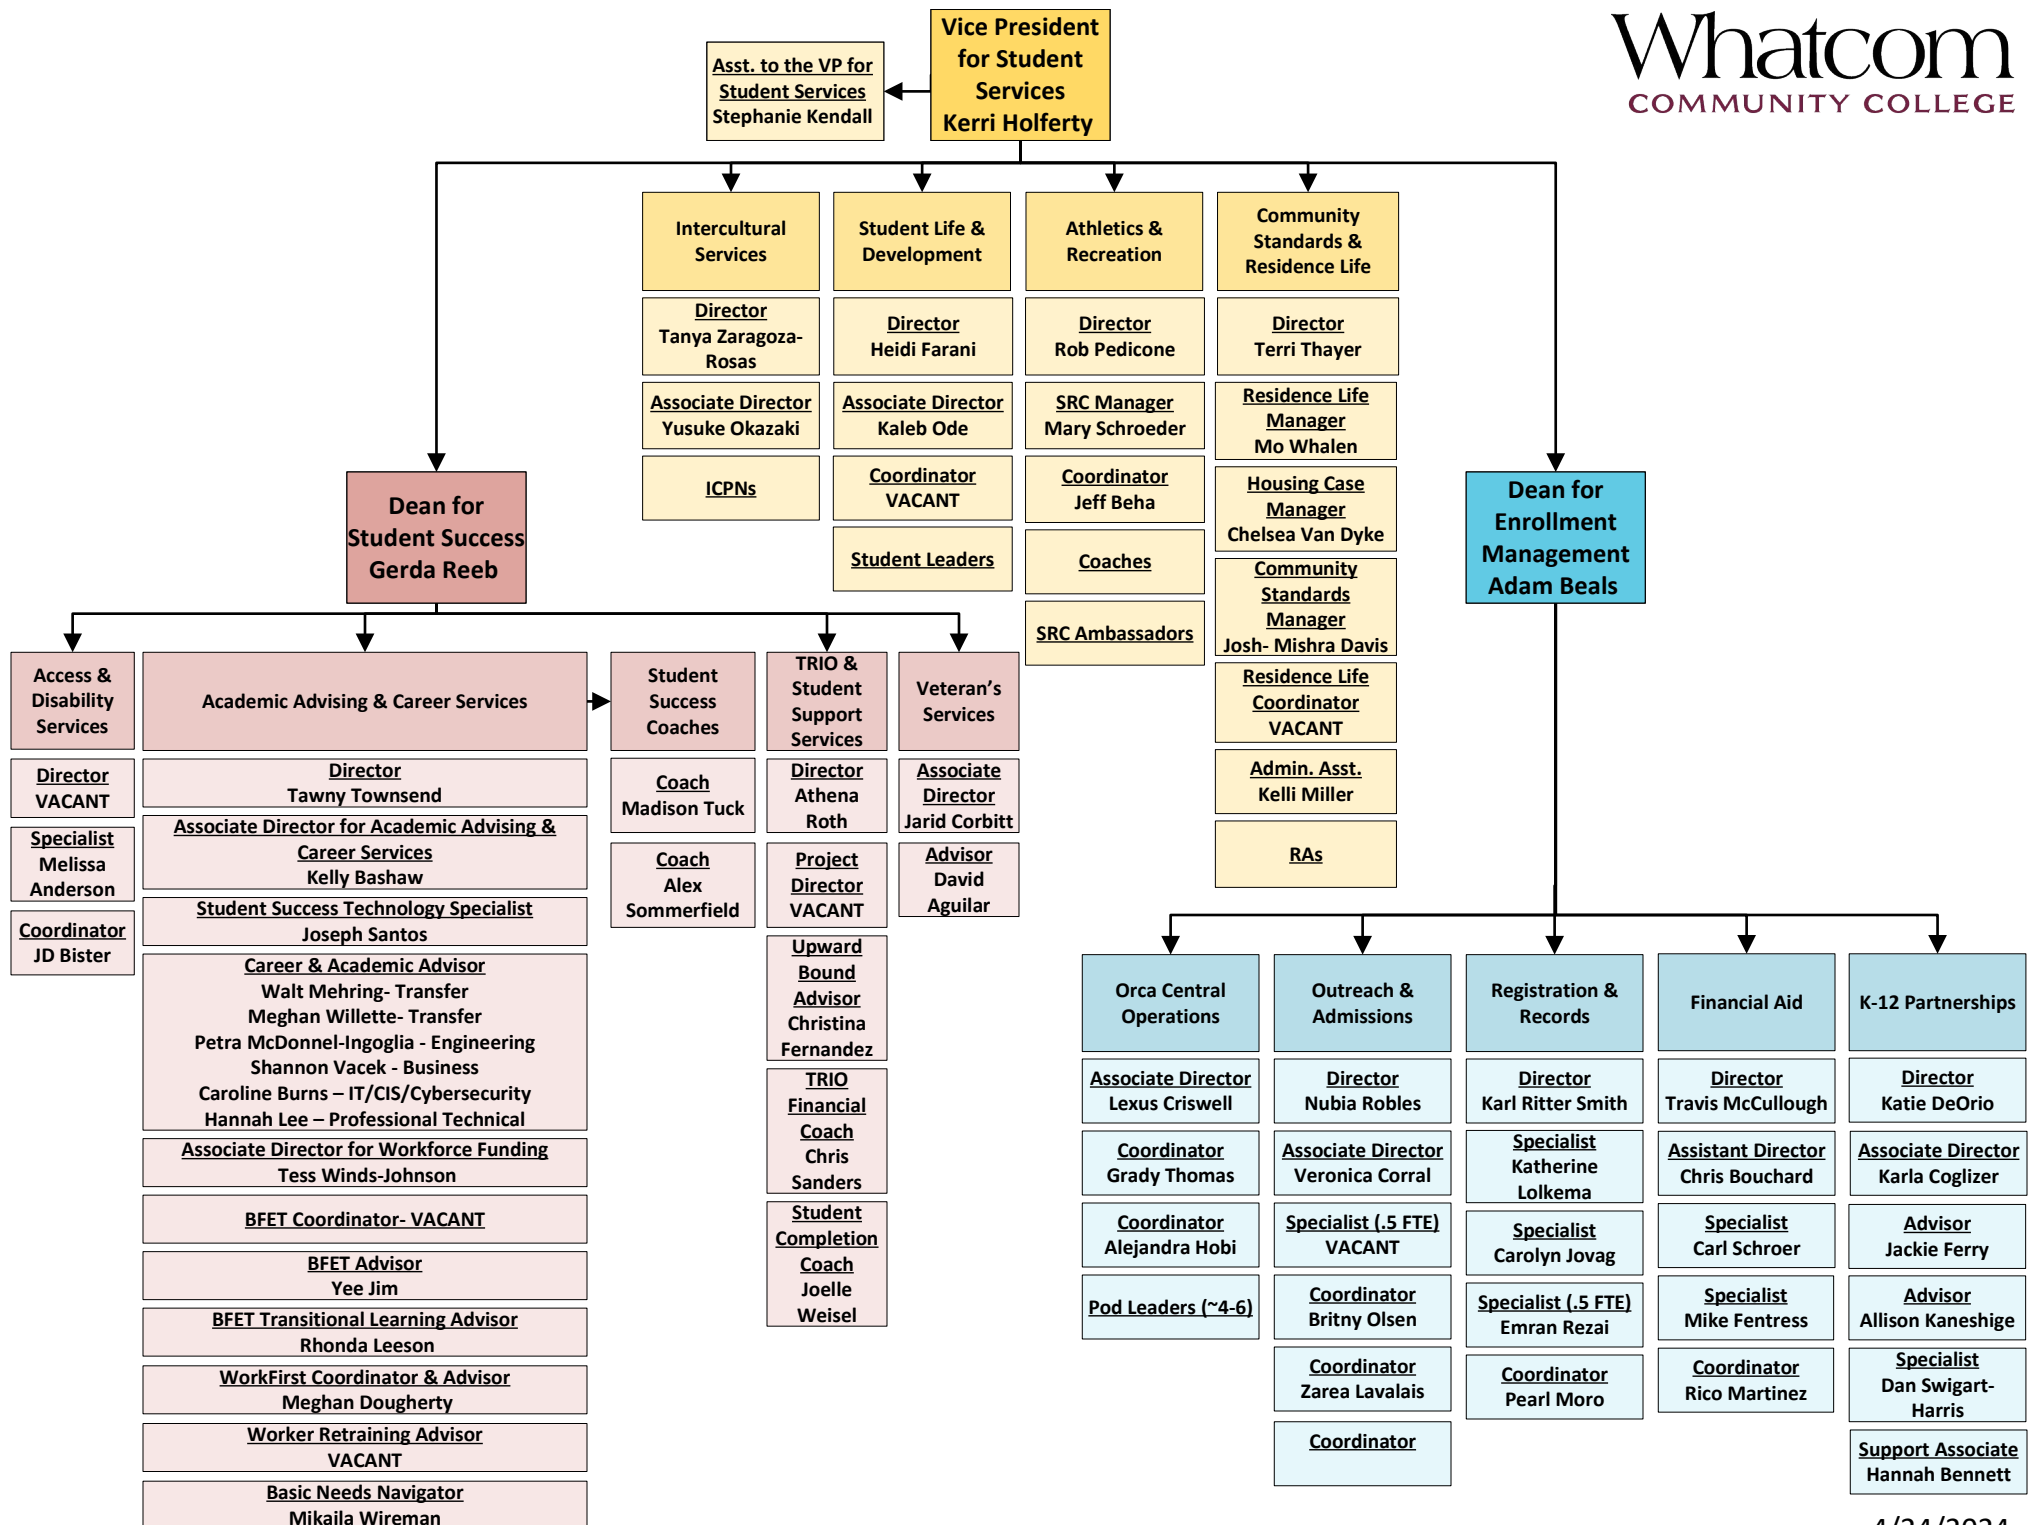 Whatcom
COMMUNITY COLLEGE
Vice President
for Student
Services
Kerri Holferty
Asst. to the VP for
Student Services
Stephanie Kendall
Intercultural
Services
Director
Tanya Zaragoza-
Rosas
Associate Director
Yusuke Okazaki
ICPNs
Student Life &
Development
Director
Heidi Farani
Associate Director
Kaleb Ode
Coordinator
VACANT
Student Leaders
Athletics &
Recreation
Director
Rob Pedicone
SRC Manager
Mary Schroeder
Coordinator
Jeff Beha
Coaches
SRC Ambassadors
Community
Standards &
Residence Life
Director
Terri Thayer
Residence Life
Manager
Mo Whalen
Housing Case
Manager
Chelsea Van Dyke
Community
Standards
Manager
Josh- Mishra Davis
Residence Life
Coordinator
VACANT
Admin. Asst.
Kelli Miller
RAs
Dean for
Student Success
Gerda Reeb
Access &
Disability
Services
Director
VACANT
Specialist
Melissa
Anderson
Coordinator
JD Bister
Academic Advising & Career Services
Director
Tawny Townsend
Associate Director for Academic Advising &
Career Services
Kelly Bashaw
Student Success Technology Specialist
Joseph Santos
Career & Academic Advisor
Walt Mehring- Transfer
Meghan Willette- Transfer
Petra McDonnel-Ingoglia - Engineering
Shannon Vacek - Business
Caroline Burns – IT/CIS/Cybersecurity
Hannah Lee – Professional Technical
Associate Director for Workforce Funding
Tess Winds-Johnson
BFET Coordinator- VACANT
BFET Advisor
Yee Jim
BFET Transitional Learning Advisor
Rhonda Leeson
WorkFirst Coordinator & Advisor
Meghan Dougherty
Worker Retraining Advisor
VACANT
Basic Needs Navigator
Mikaila Wireman
Student
Success
Coaches
Coach
Madison Tuck
Coach
Alex
Sommerfield
TRIO &
Student
Support
Services
Director
Athena
Roth
Project
Director
VACANT
Upward
Bound
Advisor
Christina
Fernandez
TRIO
Financial
Coach
Chris
Sanders
Student
Completion
Coach
Joelle
Weisel
Veteran's
Services
Associate
Director
Jarid Corbitt
Advisor
David
Aguilar
Dean for
Enrollment
Management
Adam Beals
Orca Central
Operations
Associate Director
Lexus Criswell
Coordinator
Grady Thomas
Coordinator
Alejandra Hobi
Pod Leaders (~4-6)
Outreach &
Admissions
Director
Nubia Robles
Associate Director
Veronica Corral
Specialist (.5 FTE)
VACANT
Coordinator
Britny Olsen
Coordinator
Zarea Lavalais
Coordinator
Registration &
Records
Director
Karl Ritter Smith
Specialist
Katherine
Lolkema
Specialist
Carolyn Jovag
Specialist (.5 FTE)
Emran Rezai
Coordinator
Pearl Moro
Financial Aid
Director
Travis McCullough
Assistant Director
Chris Bouchard
Specialist
Carl Schroer
Specialist
Mike Fentress
Coordinator
Rico Martinez
K-12 Partnerships
Director
Katie DeOrio
Associate Director
Karla Coglizer
Advisor
Jackie Ferry
Advisor
Allison Kaneshige
Specialist
Dan Swigart-
Harris
Support Associate
Hannah Bennett
4/24/2024